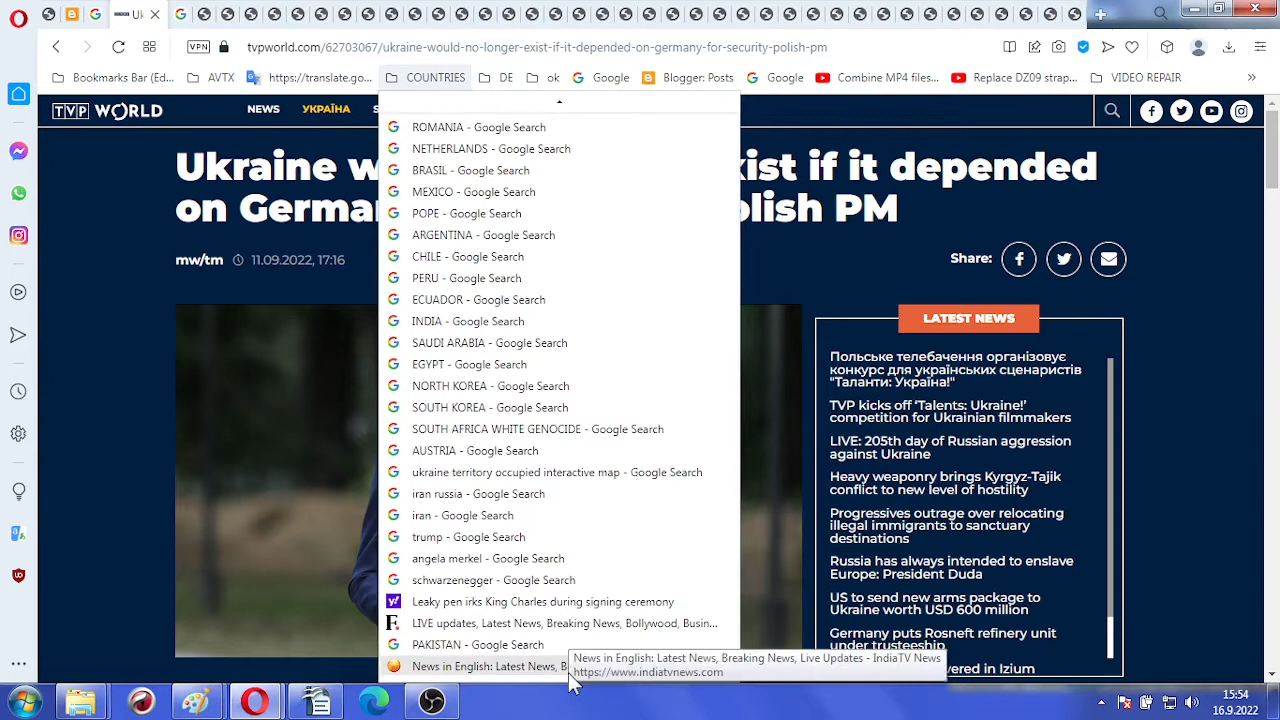 Uk
VPN
tvpworld.com/62703067/ukraine-would-no-longer-exist-if-it-depended-on-germany-for-security-polish-pm
Bookmarks Bar (Ed...
AVTX
https://translate.go...
COUNTRIES
DE
ok
Google
Blogger: Posts
Google
Combine MP4 files...
Replace DZ09 strap...
VIDEO REPAIR
TVP WORLD
NEWS
УКРАЇНА
S
Ukraine w
xist if it depended
on Germa
olish PM
mw/tm
11.09.2022, 17:16
Share:
ROMANIA - Google Search
NETHERLANDS - Google Search
BRASIL - Google Search
MEXICO - Google Search
POPE - Google Search
ARGENTINA - Google Search
CHILE - Google Search
PERU - Google Search
ECUADOR - Google Search
INDIA - Google Search
SAUDI ARABIA - Google Search
EGYPT - Google Search
NORTH KOREA - Google Search
SOUTH KOREA - Google Search
SOUTH AFRICA WHITE GENOCIDE - Google Search
AUSTRIA - Google Search
ukraine territory occupied interactive map - Google Search
iran russia - Google Search
iran - Google Search
trump - Google Search
angela merkel - Google Search
schwarzenegger - Google Search
Leaky pen irks King Charles during signing ceremony
LIVE updates, Latest News, Breaking News, Bollywood, Busin...
PAKISTAN - Google Search
News in English: Latest News, B
News in English: Latest News, Breaking News, Live Updates - IndiaTV News
https://www.indiatvnews.com
LATEST NEWS
Польське телебачення організовує
конкурс для українських сценаристів
"Таланти: Україна!"
TVP kicks off ‘Talents: Ukraine!’
competition for Ukrainian filmmakers
LIVE: 205th day of Russian aggression
against Ukraine
Heavy weaponry brings Kyrgyz-Tajik
conflict to new level of hostility
Progressives outrage over relocating
illegal immigrants to sanctuary
destinations
Russia has always intended to enslave
Europe: President Duda
US to send new arms package to
Ukraine worth USD 600 million
Germany puts Rosneft refinery unit
under trusteeship
vered in Izium
15:54
16.9.2022